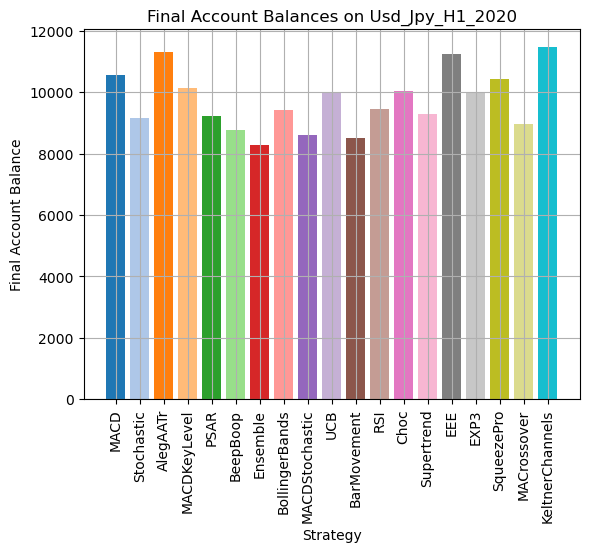 Final Account Balances on Usd_Jpy_H1_2020
Final Account Balance
12000
10000
8000
6000
4000
2000
0
MACD
Stochastic
AlegAATr
MACDKeyLevel
PSAR
BeepBoop
Ensemble
BollingerBands
MACDStochastic
UCB
BarMovement
RSI
Choc
Supertrend
EEE
EXP3
SqueezePro
MACrossover
KeltnerChannels
Strategy